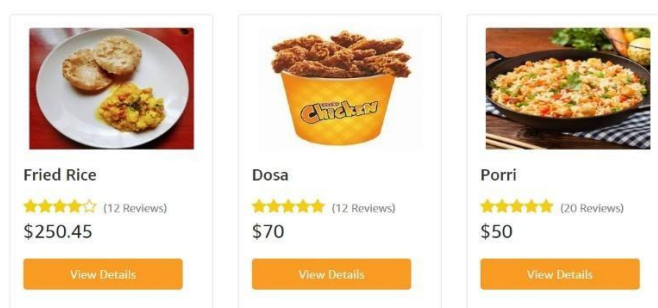 Chicken
Fried Rice
(12 Reviews)
$250.45
View Details
Dosa
(12 Reviews)
$70
View Details
Porri
(20 Reviews)
$50
View Details